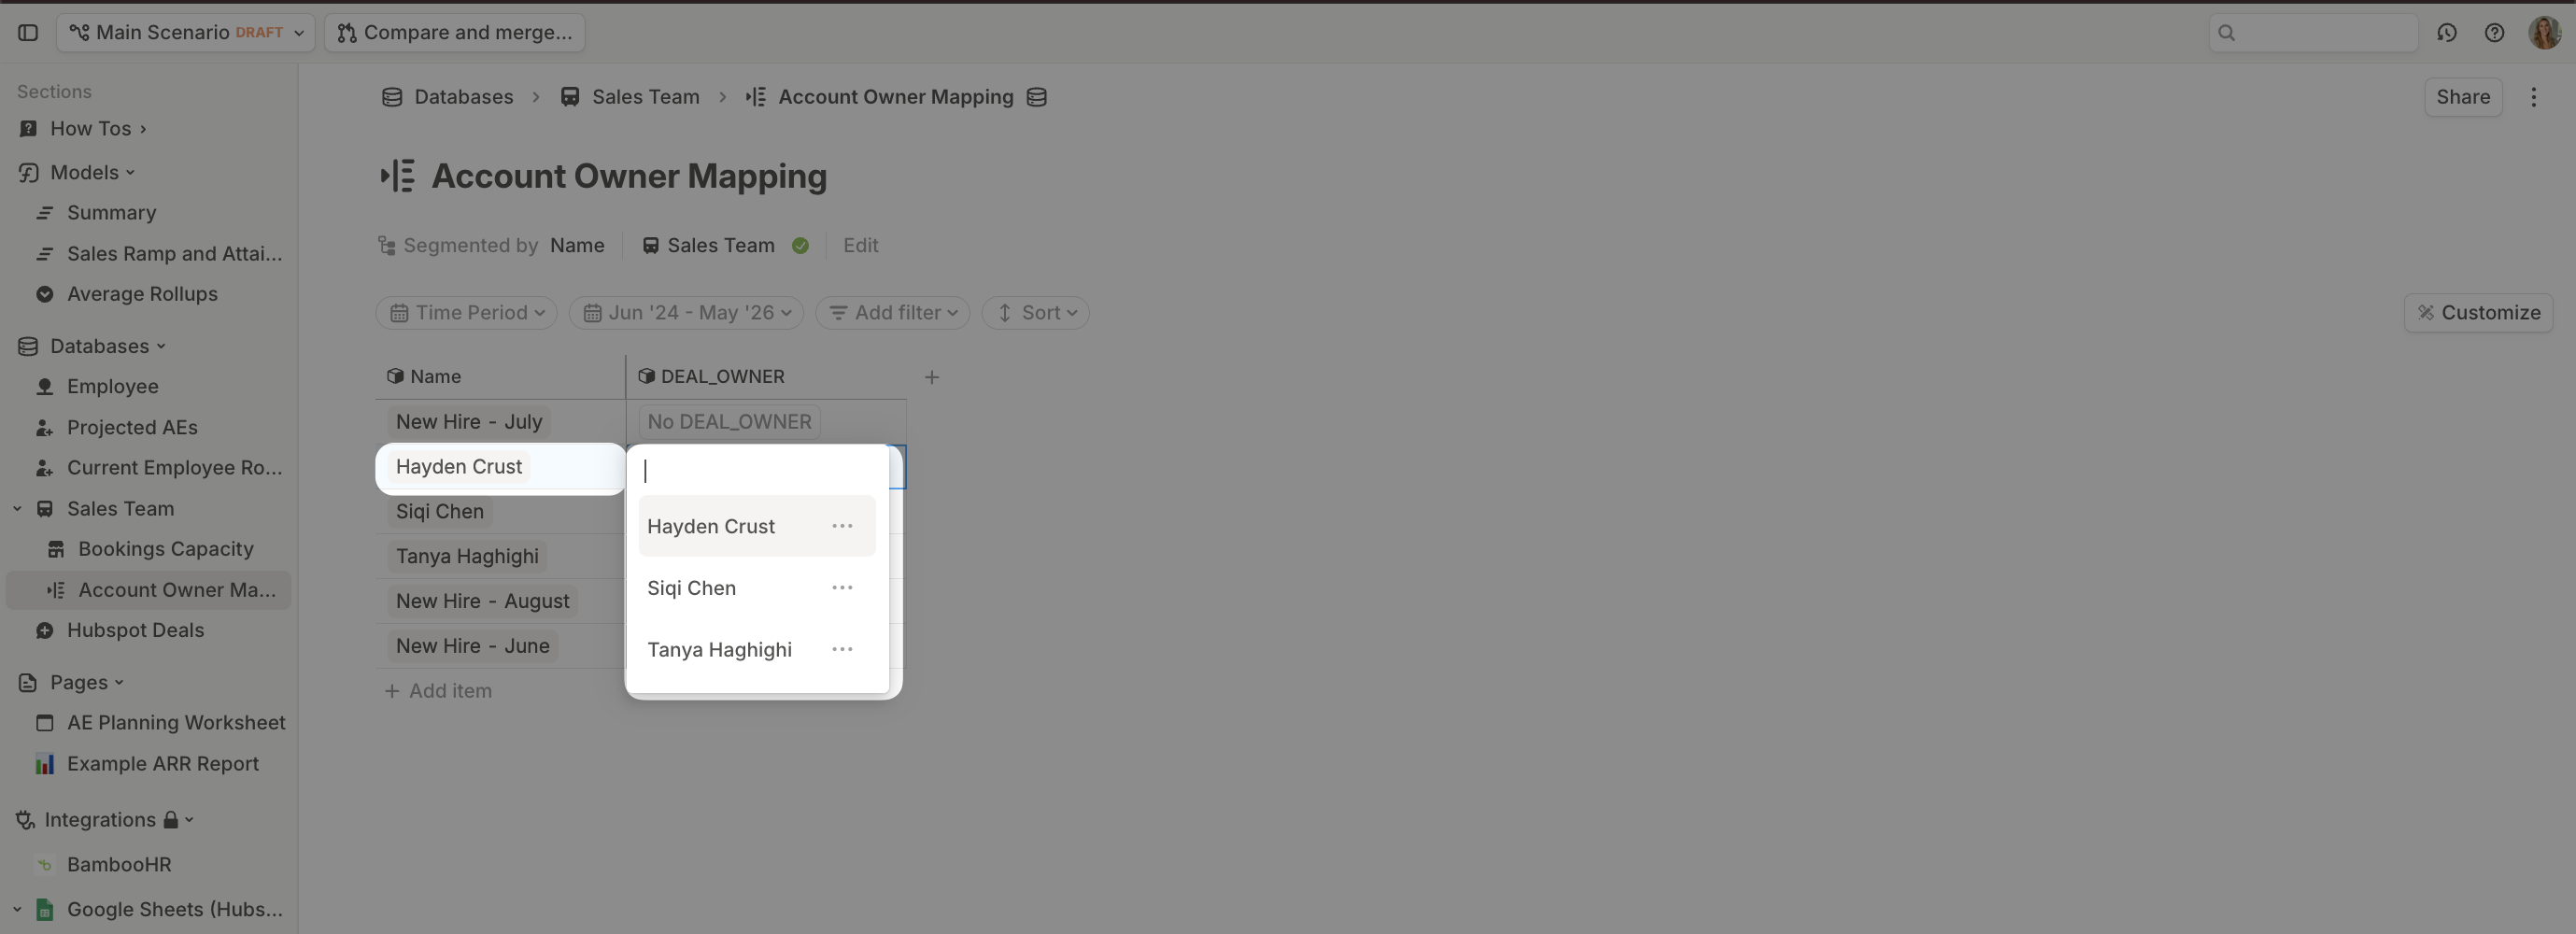 Main Scenario DRAFT
Compare and merge...
Sections
How Tos
Models
Summary
Sales Ramp and Attai...
Average Rollups
Databases
Employee
Projected AEs
Current Employee Ro...
Sales Team
Bookings Capacity
Account Owner Ma...
Hubspot Deals
Pages
AE Planning Worksheet
Example ARR Report
Integrations
BambooHR
Google Sheets (Hubs...
Databases > Sales Team > Account Owner Mapping
Share
Account Owner Mapping
Segmented by Name Sales Team Edit
Time Period Jun '24 - May '26 Add filter Sort
Customize
Name DEAL_OWNER
New Hire - July No DEAL_OWNER
Hayden Crust
Siqi Chen
Tanya Haghighi
New Hire - August
New Hire - June
+ Add item
Hayden Crust
Siqi Chen
Tanya Haghighi